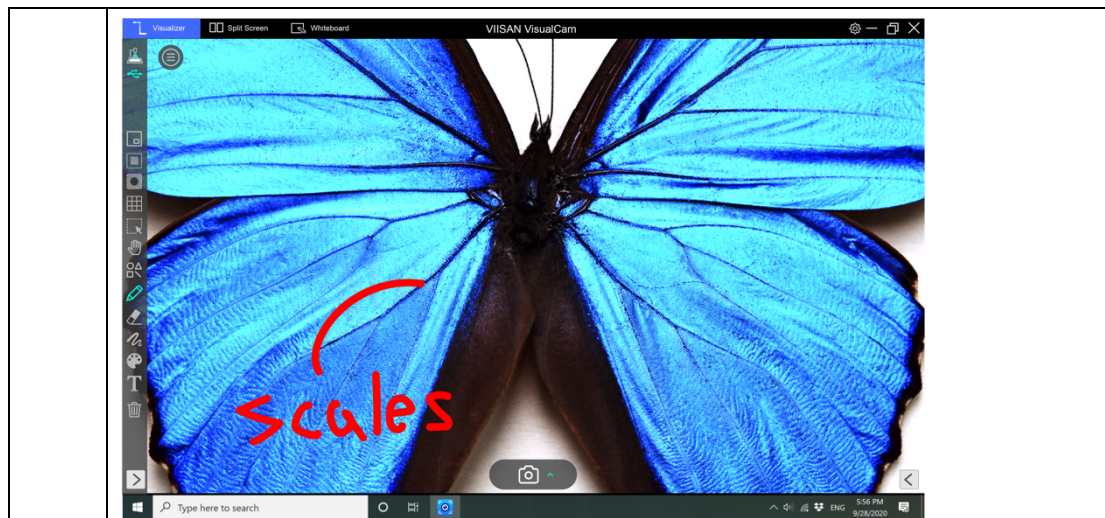 Visualizer Split Screen Whiteboard VIISAN VisualCam
T
scales
Type here to search
ENG 5:56 PM
9/28/2020